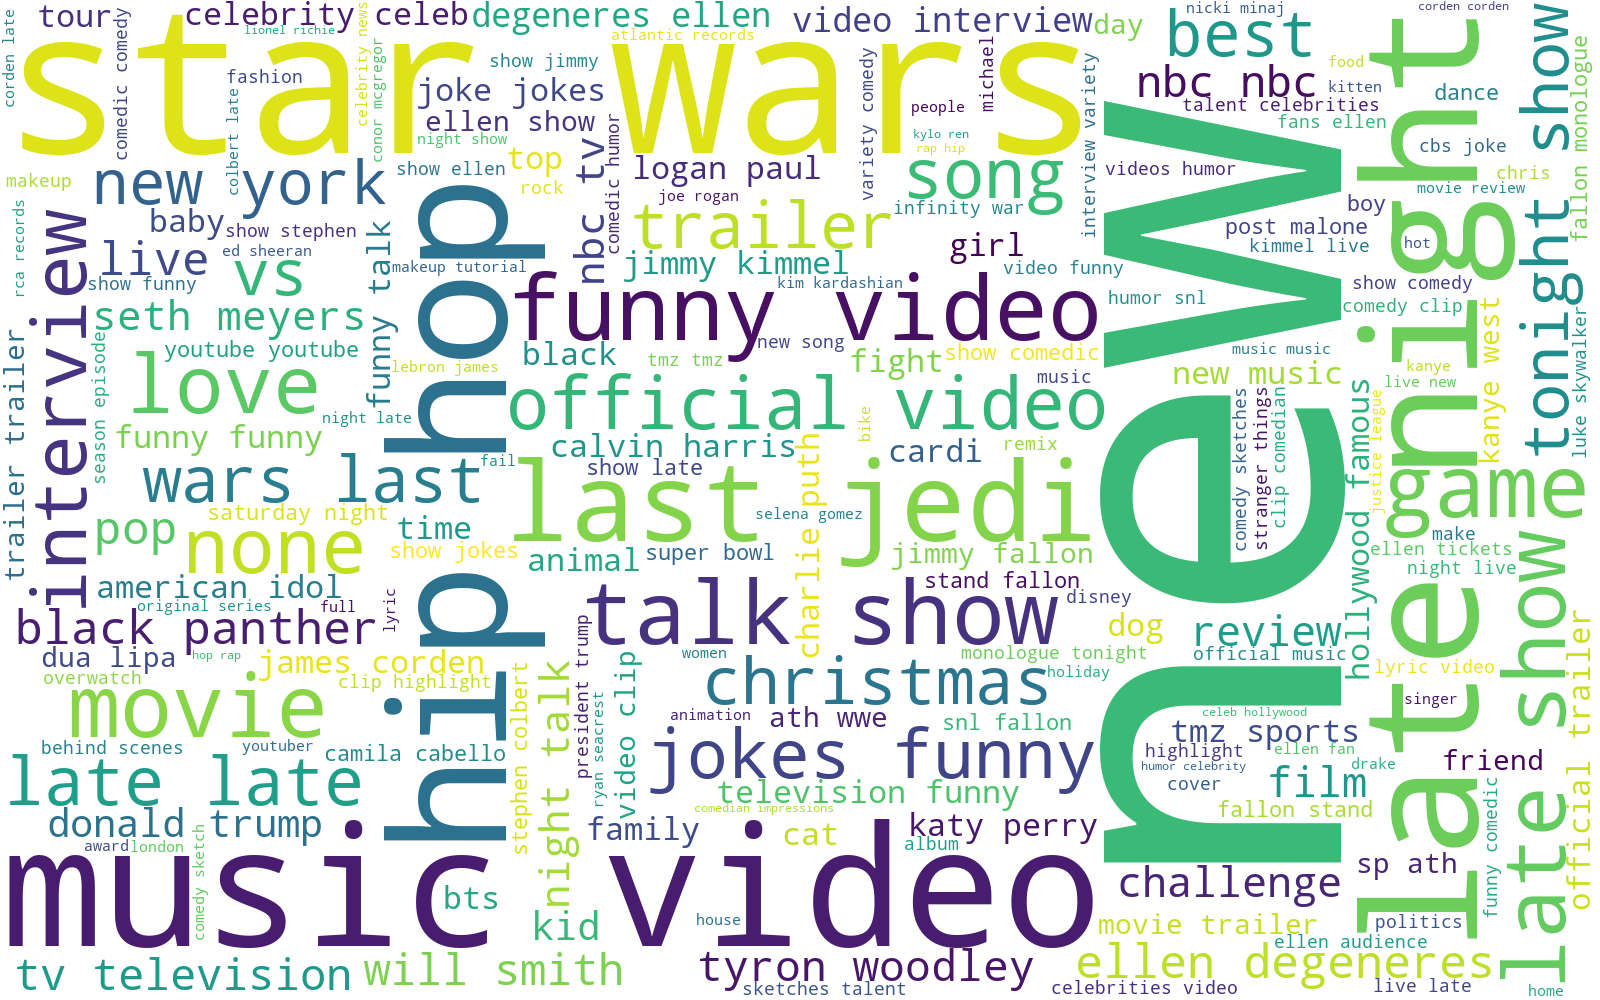 corden late
tour
celebrity
celeb
degeneres ellen
video interview
day
nicki minaj
corden corden
lionel richie
star wars
atlantic records
best
night show
comedic comedy
celebrity news
conor mcgregor
show jimmy
fashion
joke jokes
ellen show
colbert late
variety comedy
people
michael
interview variety
nbc nbc
food
kitten
talent celebrities
fans ellen
dance
cbs joke
tonight show
fallon monologue
kylo ren
rap hip
makeup
new york
show ellen
top
rock
nbc tv
comedic humor
logan paul
joe rogan
song
infinity war
videos humor
chris
movie review
boy
baby
show stephen
ed sheeran
trailer
girl
post malone
kimmel live
hot
rca records
interview
live
show funny
vs
funny talk
makeup tutorial
hip hop
jimmy kimmel
kim kardashian
video funny
humor snl
show comedy
comedy clip
new
late night
seth meyers
youtube youtube
season episode
funny video
new song
black
tmz tmz
fight
show comedic
music music
music
new music
kanye
live new
kanye west
luke skywalker
trailer trailer
love
lebron james
night late
official video
bike
comedy sketches
stranger things
clip comedian
hollywood famous
justice league
funny funny
calvin harris
charlie puth
cardi
remix
wars last
fail
show late
last jedi
game
saturday night
pop
none
time
show jokes
selena gomez
animal
super bowl
jimmy fallon
make
ellen tickets
night live
american idol
original series
full
lyric
stand fallon
disney
late show
official trailer
black panther
talk show
dog
review
official music
dua lipa
hop rap
overwatch
james corden
clip highlight
president trump
women
monologue tonight
holiday
lyric video
movie
stephen colbert
night talk
ryan seacrest
video clip
christmas
singer
animation
ath wwe
snl fallon
celeb hollywood
tmz sports
behind scenes
youtuber
camila cabello
jokes funny
highlight
ellen fan
humor celebrity
drake
friend
late late
television funny
comedian impressions
cover
film
fallon stand
donald trump
award
london
comedy sketch
family
cat
katy perry
album
funny comedic
music video
sp ath
challenge
bts
kid
house
movie trailer
politics
ellen audience
tv television
will smith
tyron woodley
sketches talent
ellen degeneres
celebrities video
live late
home